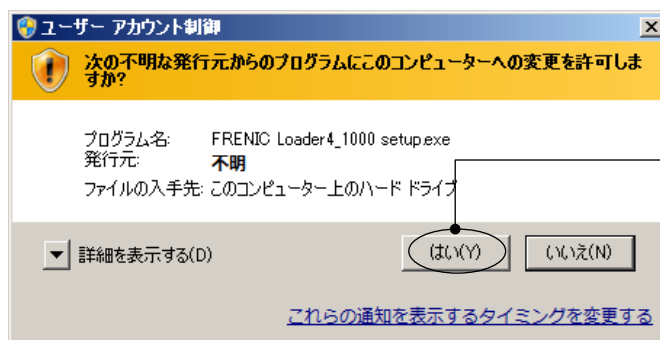 ユーザー アカウント制御
次の不明な発行元からのプログラムにこのコンピューターへの変更を許可しま
すか?
プログラム名: FRENIC Loader4_1000 setup.exe
発行元: 不明
ファイルの入手先: このコンピューター上のハード ドライブ
詳細を表示する(D)
はい(Y)
いいえ(N)
これらの通知を表示するタイミングを変更する